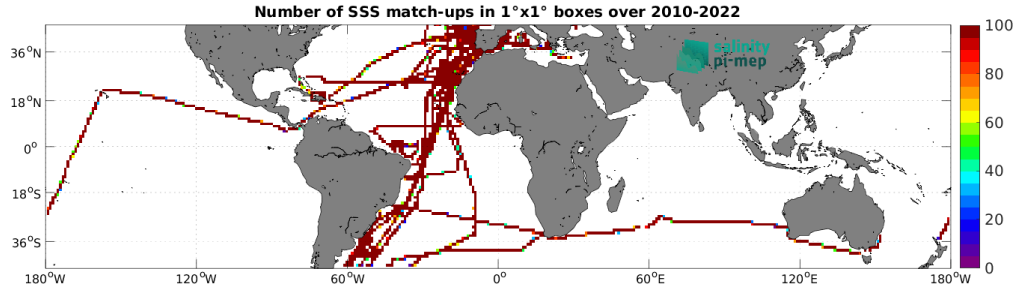 Number of SSS match-ups in 1°x1° boxes over 2010-2022
36°N
18°N
0°
18°S
36°S
180°W
120°W
60°W
0°
60°E
120°E
180°W
100
80
60
40
20
0
salinity
pi-mep